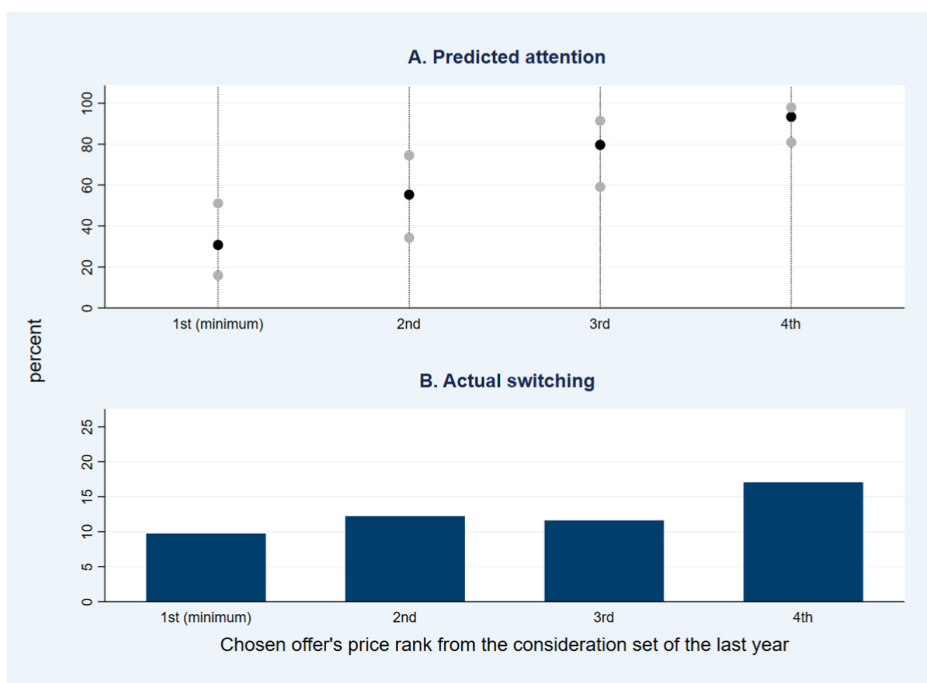 A. Predicted attention
100
80
60
40
20
0
1st (minimum) 2nd 3rd 4th
percent
B. Actual switching
25
20
15
10
5
0
1st (minimum) 2nd 3rd 4th
Chosen offer's price rank from the consideration set of the last year